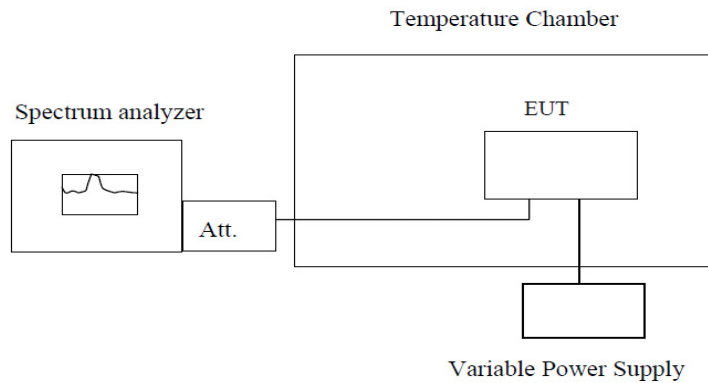 Temperature Chamber
Spectrum analyzer
EUT
Att.
Variable Power Supply